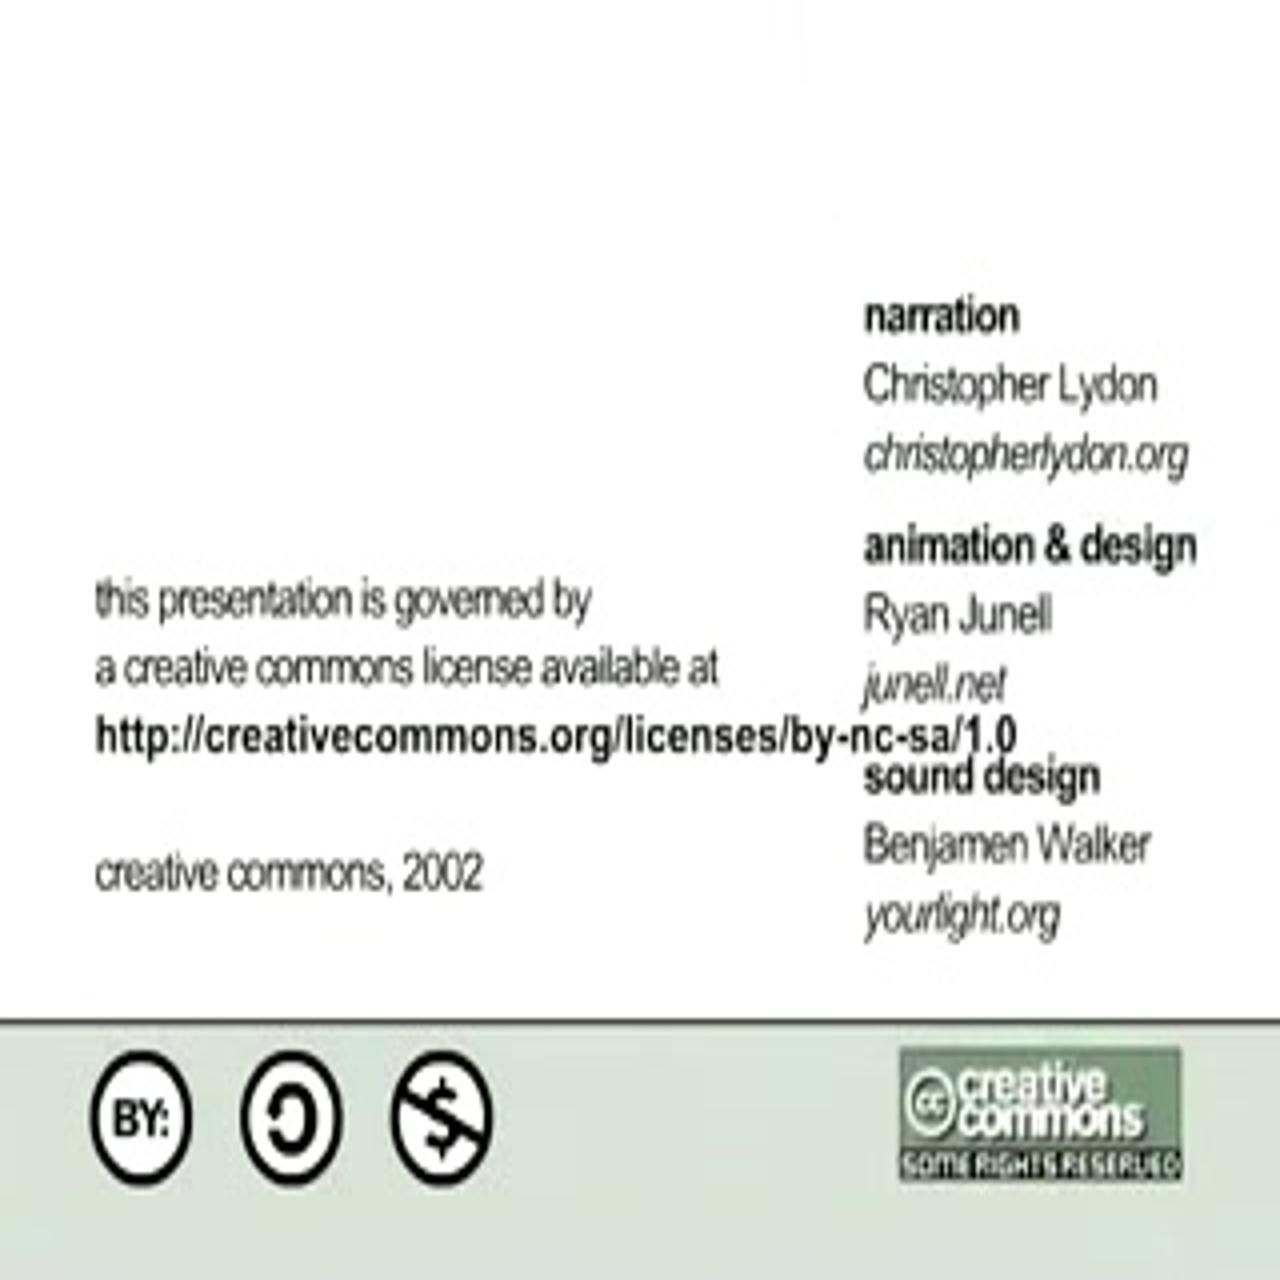 narration
Christopher Lydon
christopherlydon.org
animation & design
Ryan Junell
junell.net
sound design
Benjamen Walker
yourlight.org
this presentation is governed by
a creative commons license available at
http://creativecommons.org/licenses/by-nc-sa/1.0
creative commons, 2002
BY:
$
cc creative
commons
SOME RIGHTS RESERVED